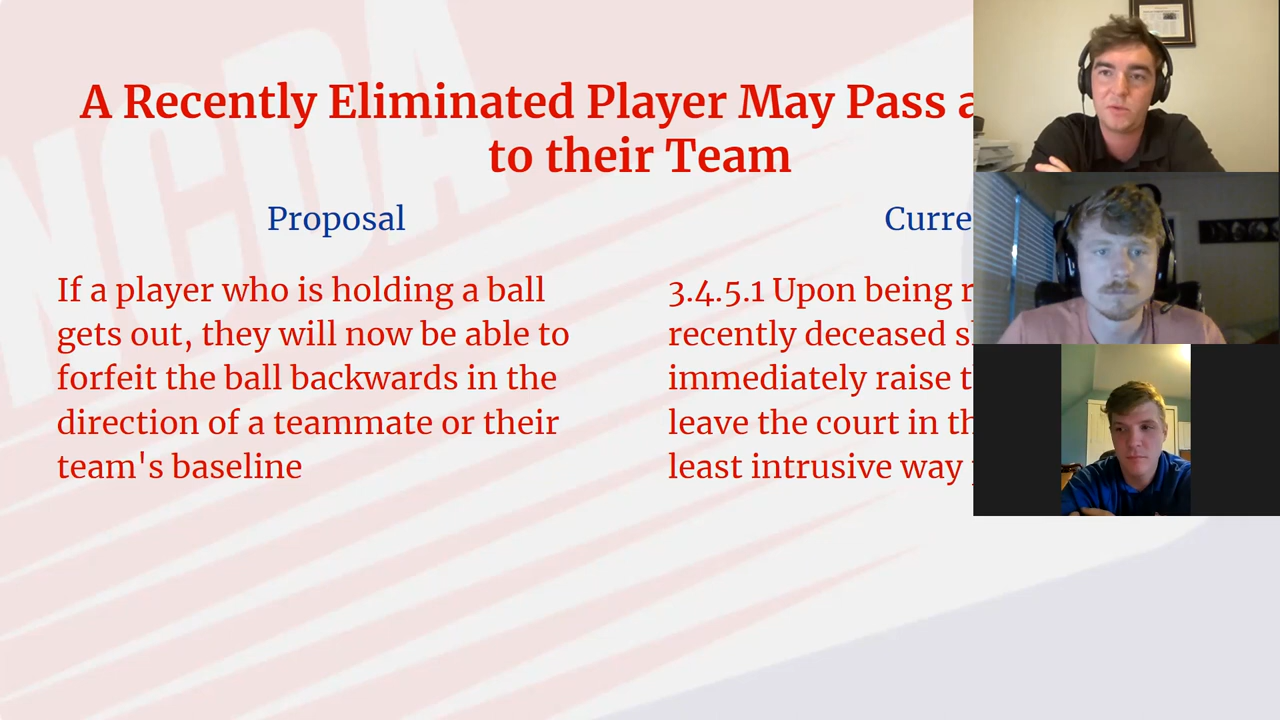 NCDA
A Recently Eliminated Player May Pass a
to their Team
Proposal
If a player who is holding a ball
gets out, they will now be able to
forfeit the ball backwards in the
direction of a teammate or their
team's baseline
Curre
3.4.5.1 Upon being
recently deceased
immediately raise
leave the court in
least intrusive way